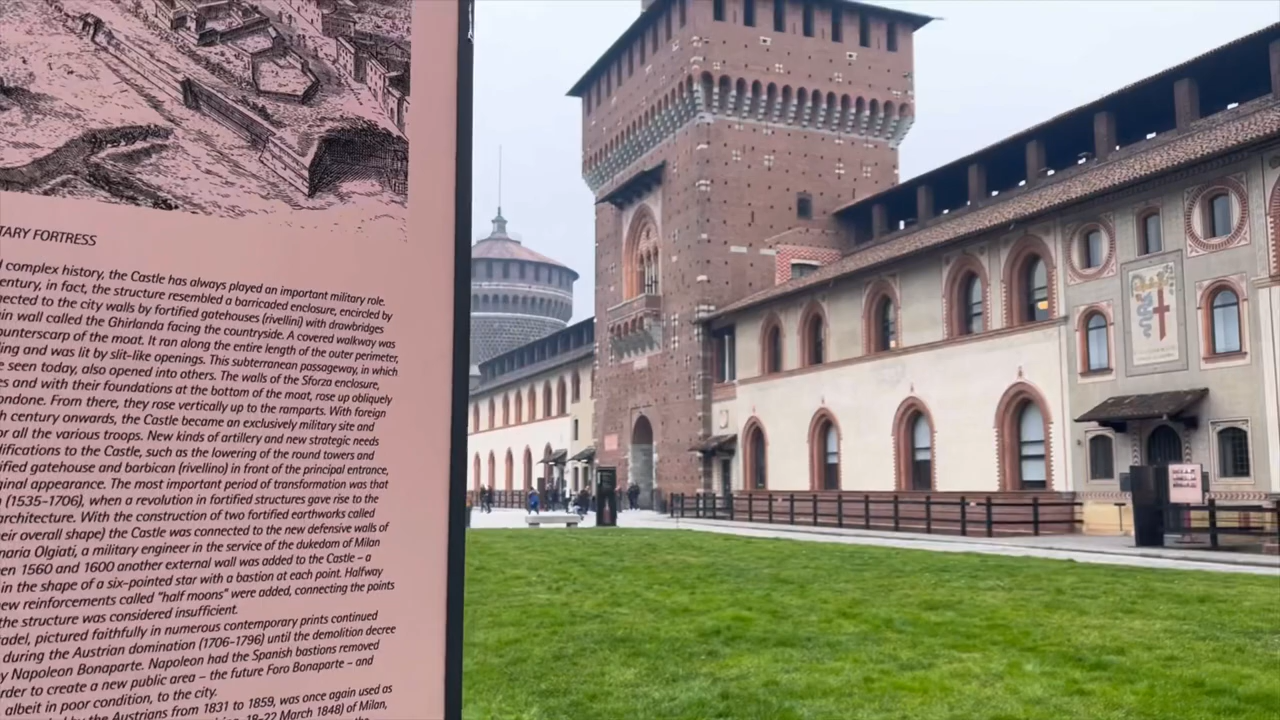 TARY FORTRESS
l complex history, the Castle has always played an important military role.
entury, in fact, the structure resembled a barricaded enclosure, encircled by
nected to the city walls by fortified gatehouses (rivellini) with drawbridges
in wall called the Ghirlanda facing the countryside. A covered walkway was
ounterscarp of the moat. It ran along the entire length of the outer perimeter,
ing and was lit by slit-like openings. This subterranean passageway, in which
e seen today, also opened into others. The walls of the Sforza enclosure,
es and with their foundations at the bottom of the moat, rose up obliquely
ondone. From there, they rose vertically up to the ramparts. With foreign
h century onwards, the Castle became an exclusively military site and
or all the various troops. New kinds of artillery and new strategic needs
lifications to the Castle, such as the lowering of the round towers and
ified gatehouse and barbican (rivellino) in front of the principal entrance,
ginal appearance. The most important period of transformation was that
(1535-1706), when a revolution in fortified structures gave rise to the
architecture. With the construction of two fortified earthworks called
heir overall shape) the Castle was connected to the new defensive walls of
naria Olgiati, a military engineer in the service of the dukedom of Milan
en 1560 and 1600 another external wall was added to the Castle – a
in the shape of a six-pointed star with a bastion at each point. Halfway
ew reinforcements called "half moons" were added, connecting the points
the structure was considered insufficient.
tadel, pictured faithfully in numerous contemporary prints continued
during the Austrian domination (1706-1796) until the demolition decree
y Napoleon Bonaparte. Napoleon had the Spanish bastions removed
rder to create a new public area – the future Foro Bonaparte – and
albeit in poor condition, to the city.
by the Austrians from 1831 to 1859, was once again used as
18-22 March 1848) of Milan,
the